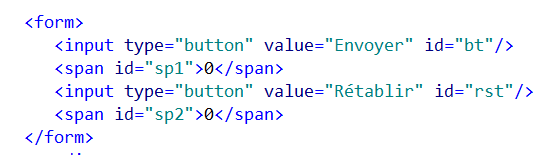 <form>
<input type="button" value="Envoyer" id="bt"/>
<span id="sp1">0</span>
<input type="button" value="Rétablir" id="rst"/>
<span id="sp2">0</span>
</form>